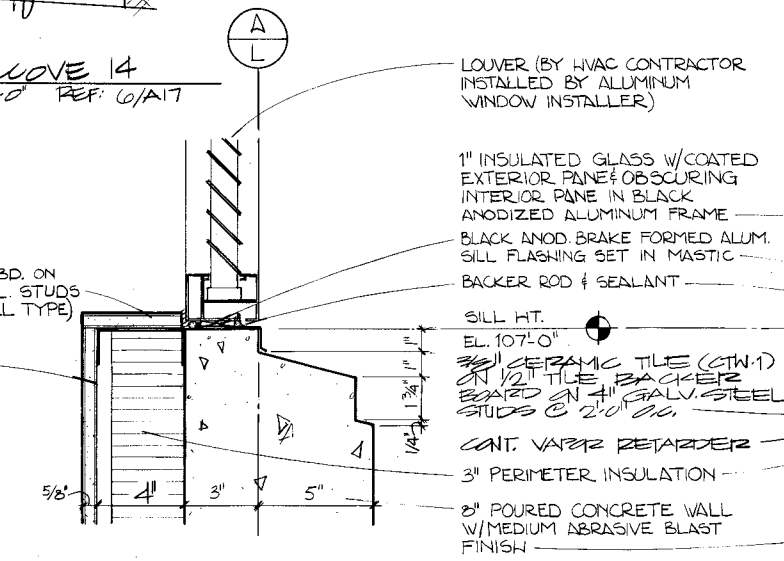 A
L
COVE 14
0" REF: 6/A17
LOUVER (BY HVAC CONTRACTOR
INSTALLED BY ALUMINUM
WINDOW INSTALLER)
1" INSULATED GLASS W/COATED
EXTERIOR PANE & OBSCURING
INTERIOR PANE IN BLACK
ANODIZED ALUMINUM FRAME
BLACK ANOD. BRAKE FORMED ALUM.
SILL FLASHING SET IN MASTIC
BACKER ROD & SEALANT
BD. ON
STUDS
TYPE)
SILL HT.
EL. 107'-0"
3/8" CERAMIC TILE (CTW-1)
ON 1/2" TILE BACKER
BOARD ON 4" GALV. STEEL
STUDS @ 2'-0" O.C.
CONT. VAPOR RETARDER
3" PERIMETER INSULATION
8" POURED CONCRETE WALL
W/MEDIUM ABRASIVE BLAST
FINISH
1"
1"
1 3/4"
1/4"
5/8"
4"
3"
5"